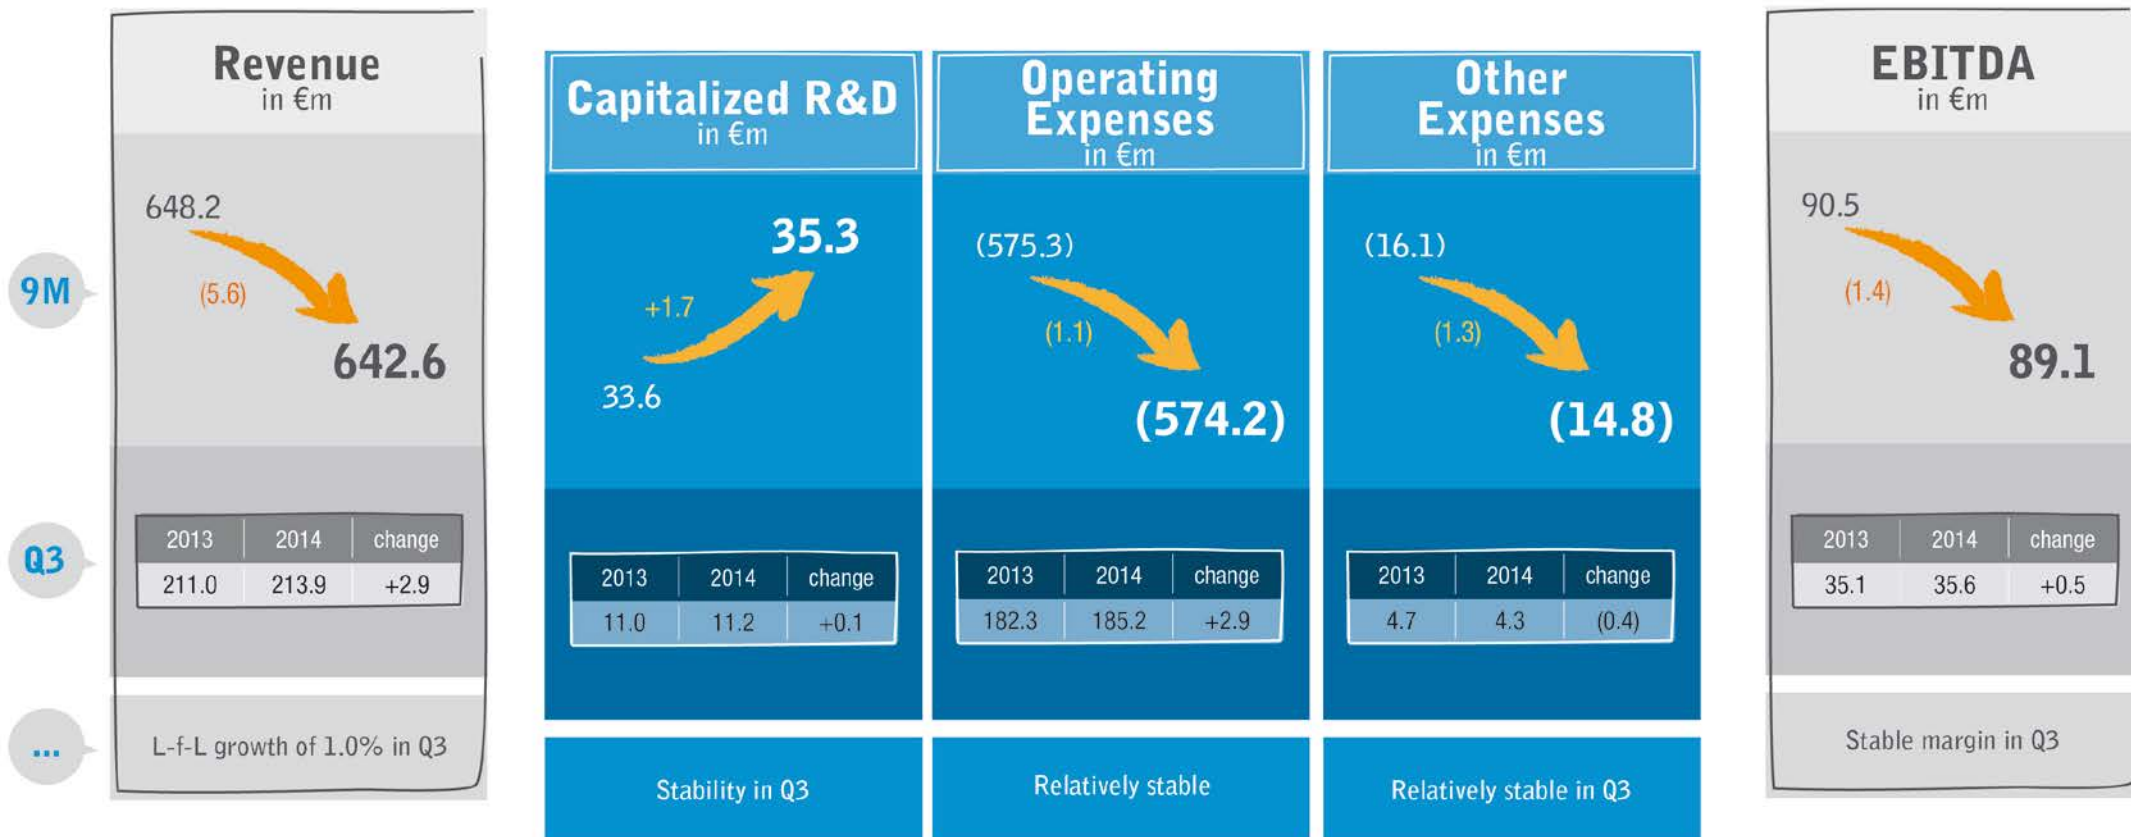 Revenue
in €m
648.2
(5.6)
642.6
2013 2014 change
211.0 213.9 +2.9
L-f-L growth of 1.0% in Q3
Capitalized R&D
in €m
35.3
+1.7
33.6
2013 2014 change
11.0 11.2 +0.1
Stability in Q3
Operating
Expenses
in €m
(575.3)
(1.1)
(574.2)
2013 2014 change
182.3 185.2 +2.9
Relatively stable
Other
Expenses
in €m
(16.1)
(1.3)
(14.8)
2013 2014 change
4.7 4.3 (0.4)
Relatively stable in Q3
EBITDA
in €m
90.5
(1.4)
89.1
2013 2014 change
35.1 35.6 +0.5
Stable margin in Q3
9M
Q3
...